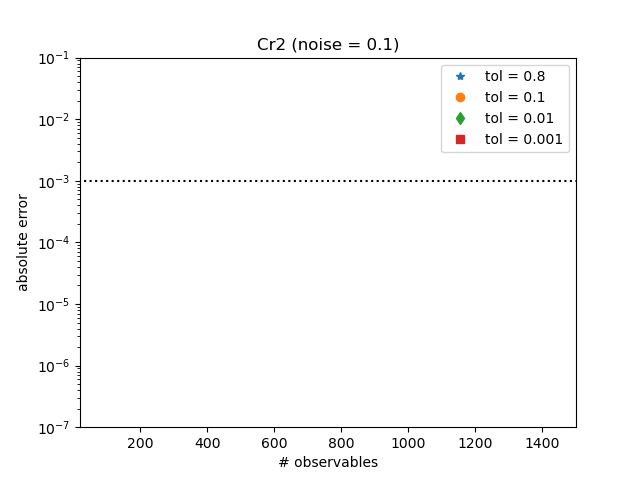 Cr2 (noise = 0.1)
tol = 0.8
tol = 0.1
tol = 0.01
tol = 0.001
absolute error
10⁻¹
10⁻²
10⁻³
10⁻⁴
10⁻⁵
10⁻⁶
10⁻⁷
200 400 600 800 1000 1200 1400
# observables